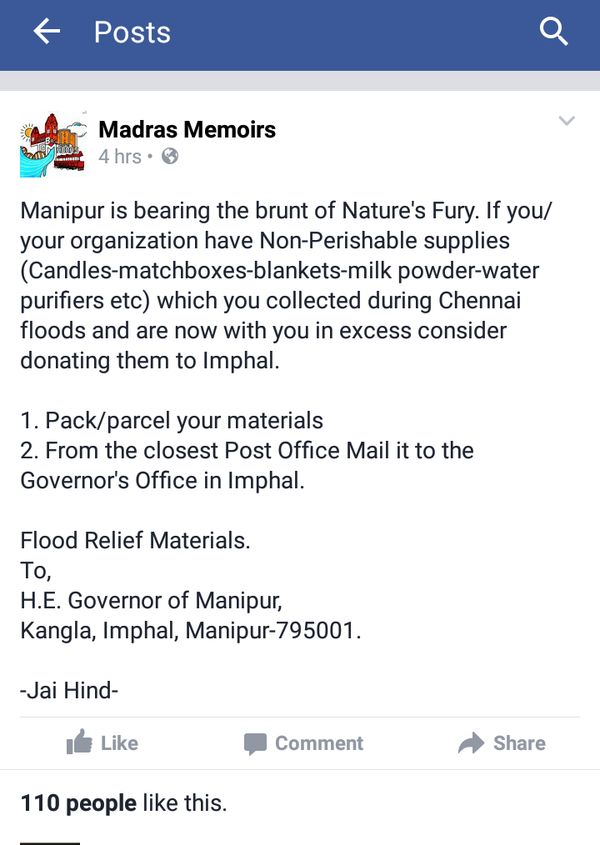 Posts
Madras Memoirs
4 hrs •
Manipur is bearing the brunt of Nature's Fury. If you/
your organization have Non-Perishable supplies
(Candles-matchboxes-blankets-milk powder-water
purifiers etc) which you collected during Chennai
floods and are now with you in excess consider
donating them to Imphal.
1. Pack/parcel your materials
2. From the closest Post Office Mail it to the
Governor's Office in Imphal.
Flood Relief Materials.
To,
H.E. Governor of Manipur,
Kangla, Imphal, Manipur-795001.
-Jai Hind-
Like Comment Share
110 people like this.